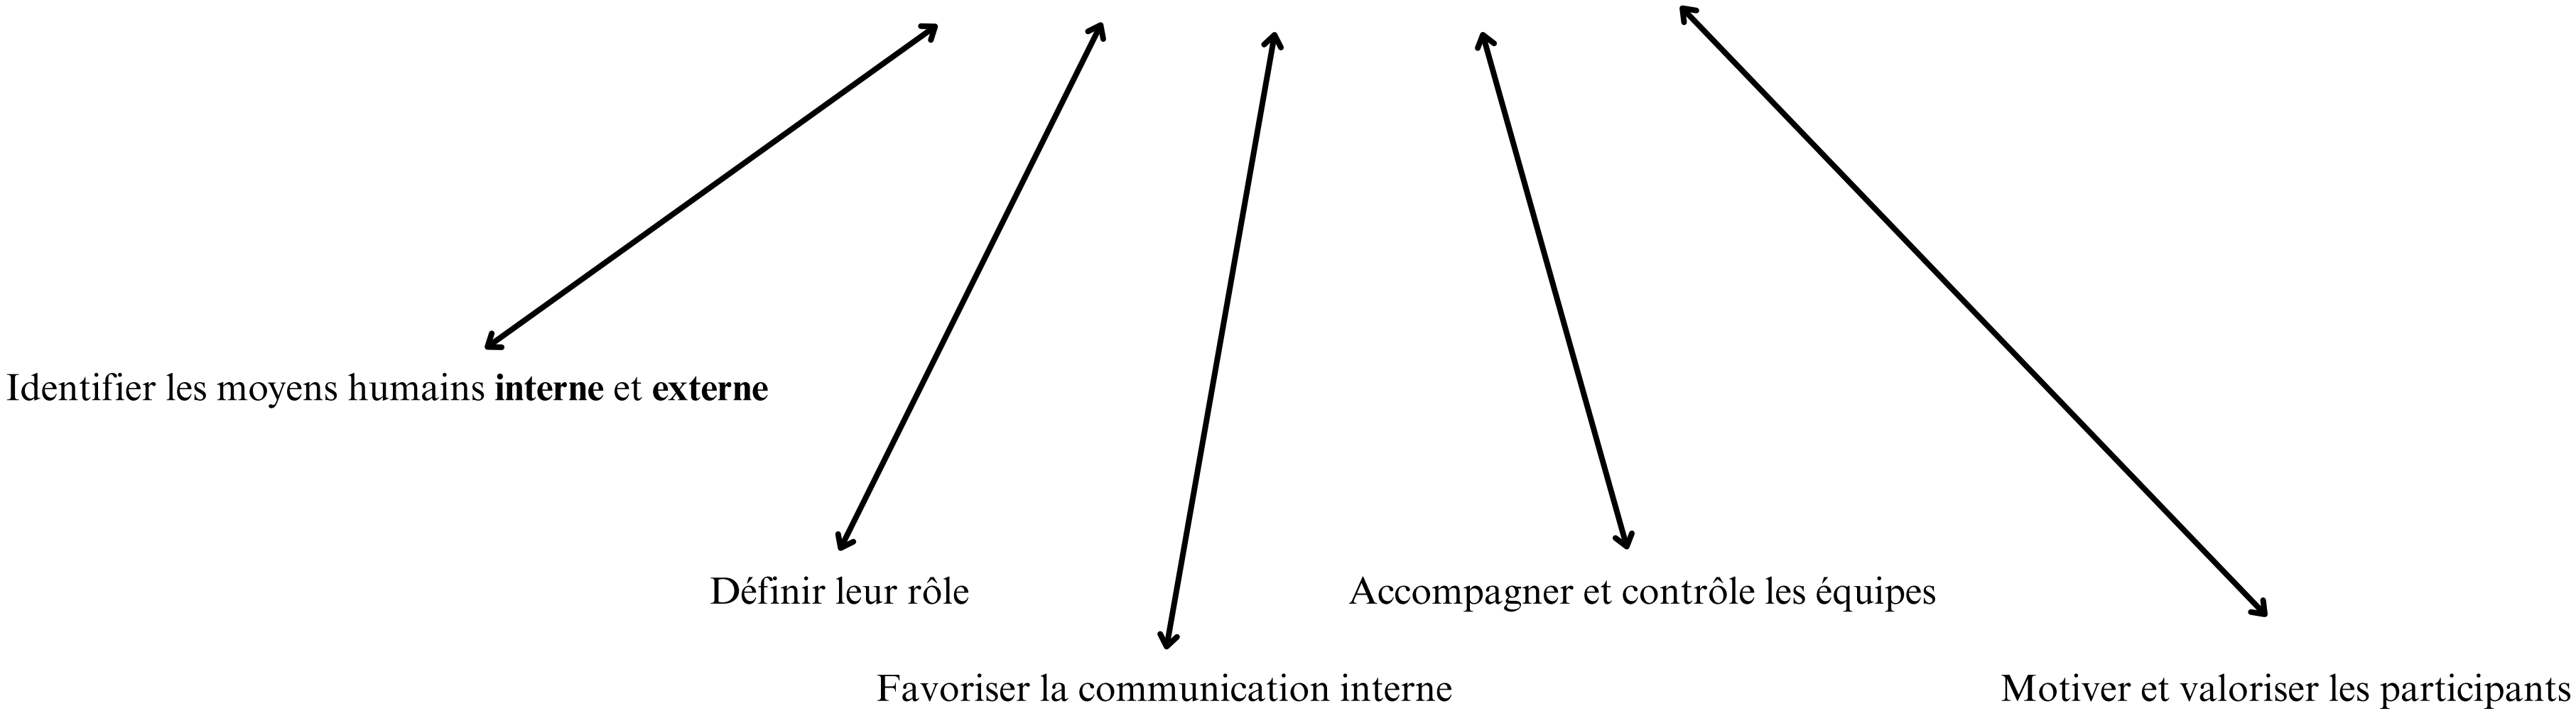 Identifier les moyens humains interne et externe
Définir leur rôle
Accompagner et contrôle les équipes
Favoriser la communication interne
Motiver et valoriser les participants